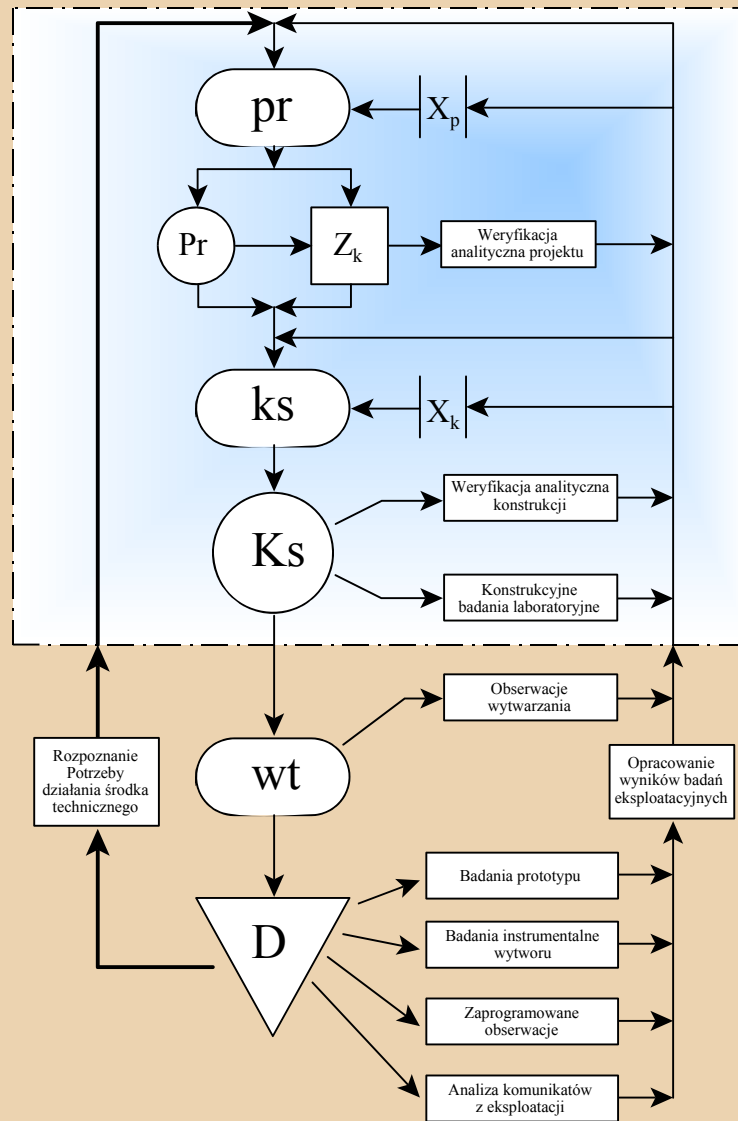 pr
Xp
Pr
Zk
Weryfikacja
analityczna projektu
ks
Xk
Ks
Weryfikacja analityczna
konstrukcji
Konstrukcyjne
badania laboratoryjne
Obserwacje
wytwarzania
Rozpoznanie
Potrzeby
działania środka
technicznego
wt
Opracowanie
wyników badań
eksploatacyjnych
D
Badania prototypu
Badania instrumentalne
wytworu
Zaprogramowane
obserwacje
Analiza komunikatów
z eksploatacji